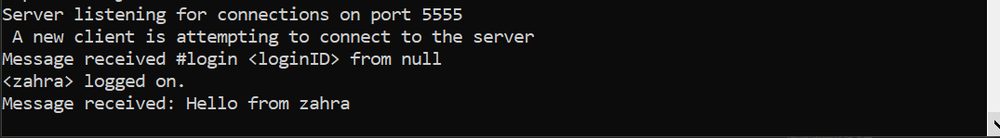 Server listening for connections on port 5555
A new client is attempting to connect to the server
Message received #login <loginID> from null
<zahra> logged on.
Message received: Hello from zahra